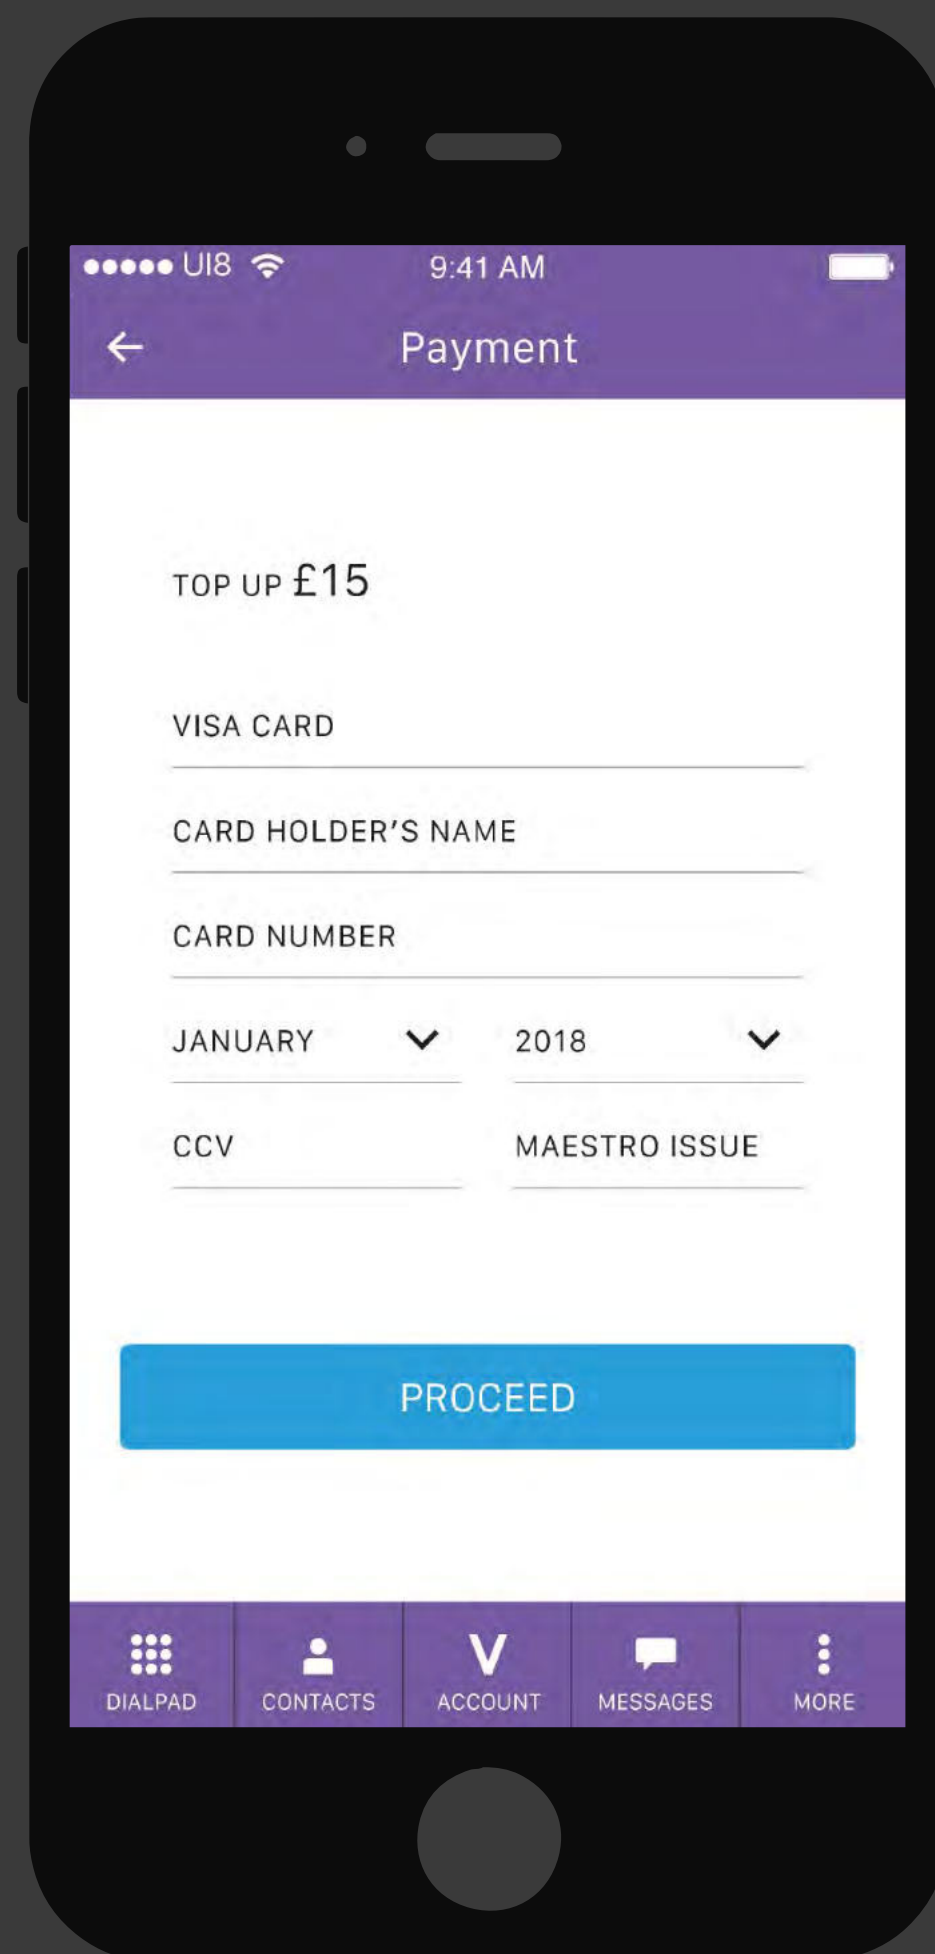 UI8 9:41 AM
Payment
TOP UP £15
VISA CARD
CARD HOLDER’S NAME
CARD NUMBER
JANUARY 2018
CCV MAESTRO ISSUE
PROCEED
V
DIALPAD CONTACTS ACCOUNT MESSAGES MORE